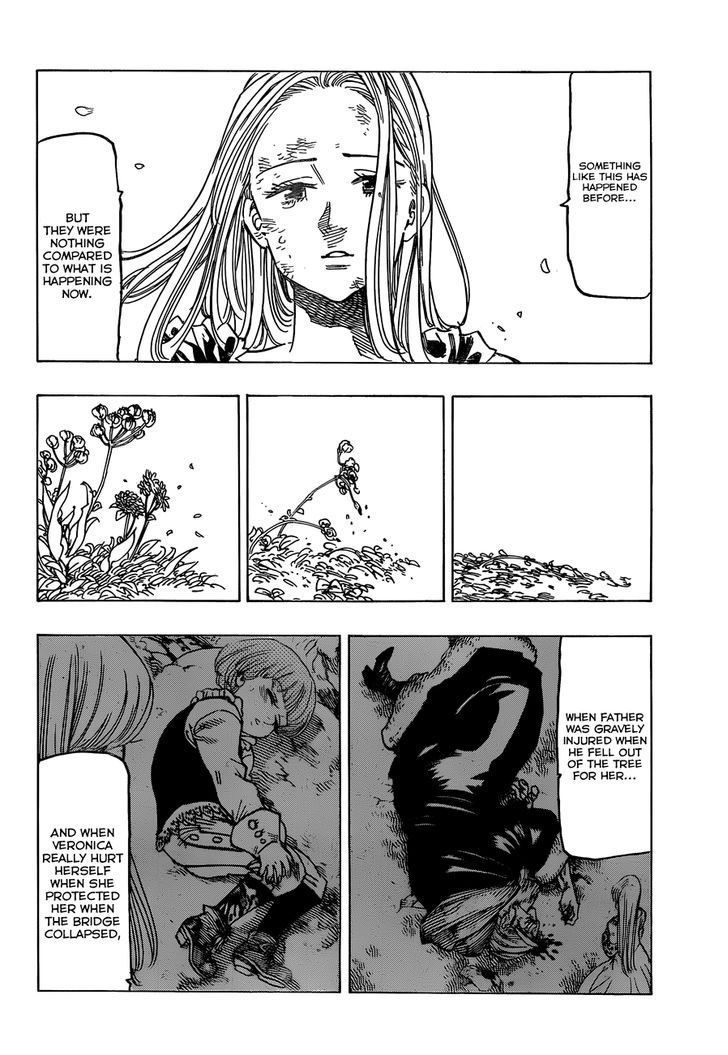 SOMETHING
LIKE THIS HAS
HAPPENED
BEFORE...
BUT
THEY WERE
NOTHING
COMPARED
TO WHAT IS
HAPPENING
NOW.
WHEN FATHER
WAS GRAVELY
INJURED WHEN
HE FELL OUT
OF THE TREE
FOR HER...
AND WHEN
VERONICA
REALLY HURT
HERSELF
WHEN SHE
PROTECTED
HER WHEN
THE BRIDGE
COLLAPSED,